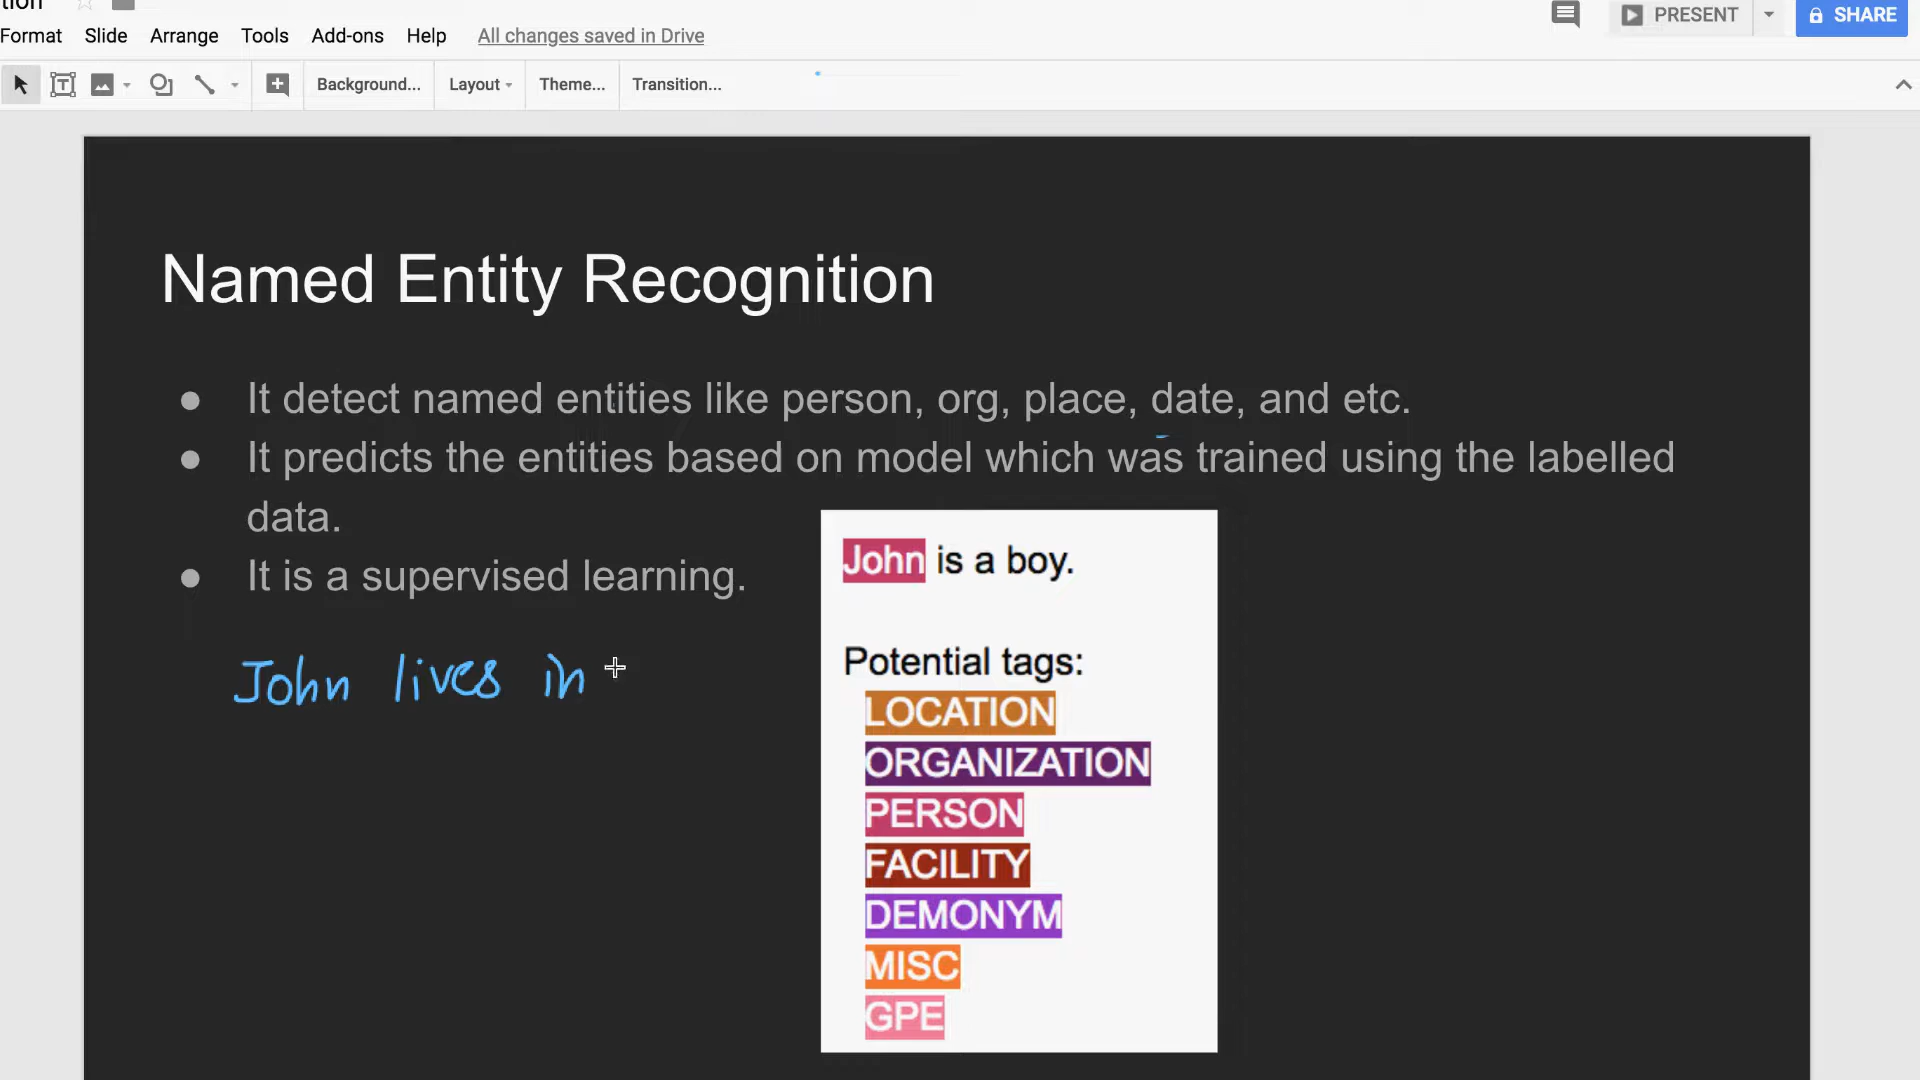 tion
Format Slide Arrange Tools Add-ons Help All changes saved in Drive
PRESENT SHARE
Background... Layout Theme... Transition...
Named Entity Recognition
● It detect named entities like person, org, place, date, and etc.
● It predicts the entities based on model which was trained using the labelled
data.
● It is a supervised learning.
John lives in
John is a boy.
Potential tags:
LOCATION
ORGANIZATION
PERSON
FACILITY
DEMONYM
MISC
GPE